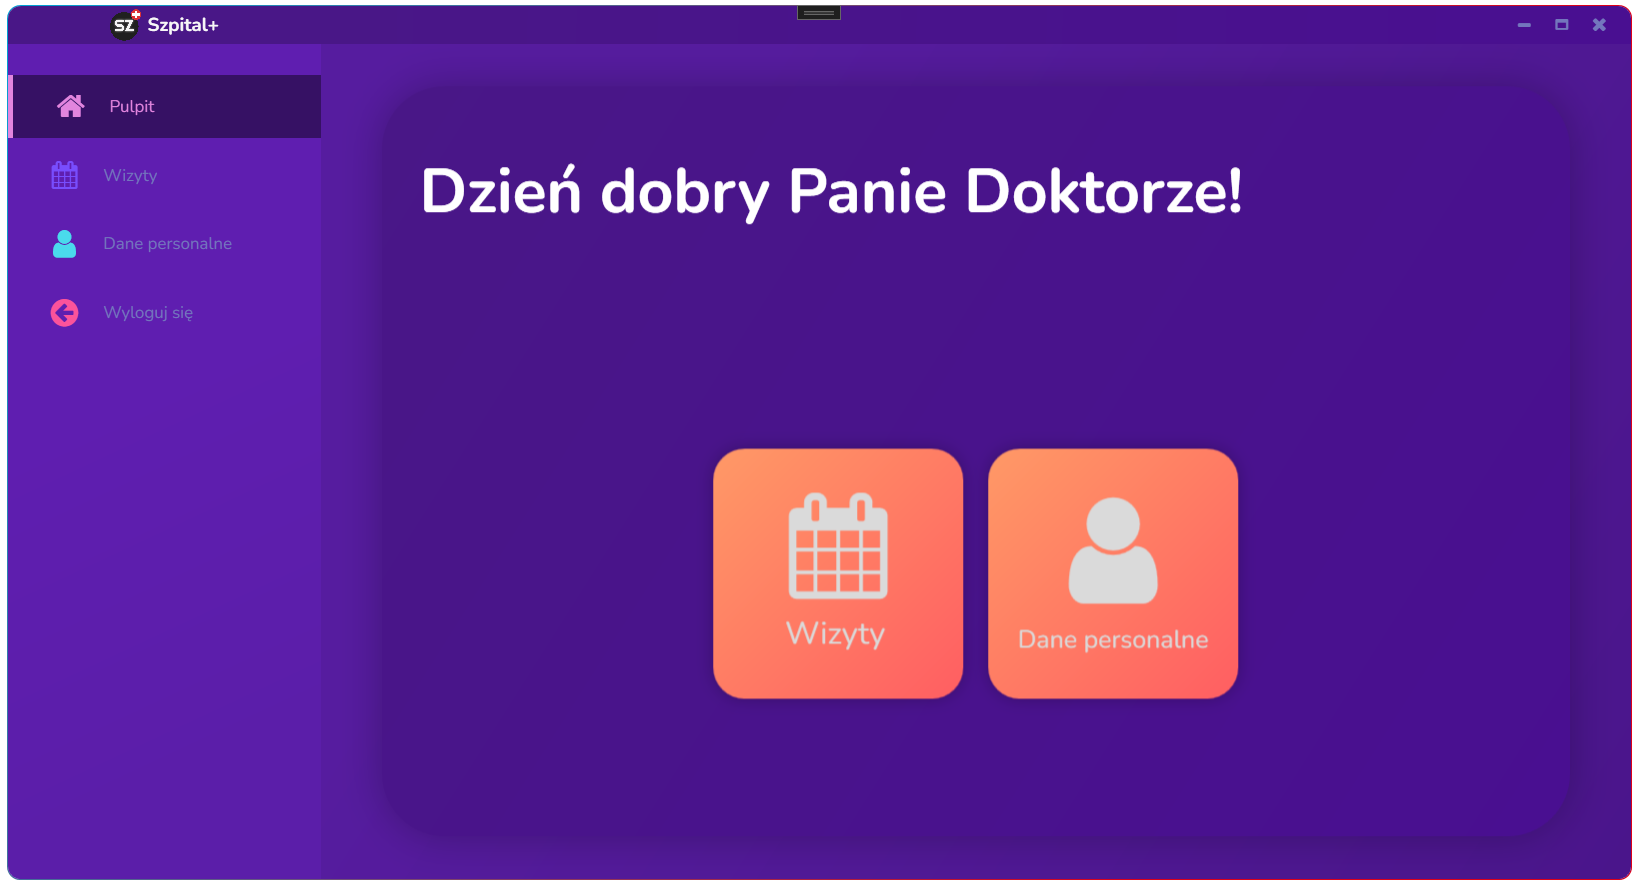 SZ Szpital+
Pulpit
Wizyty
Dane personalne
Wyloguj się
Dzień dobry Panie Doktorze!
Wizyty
Dane personalne